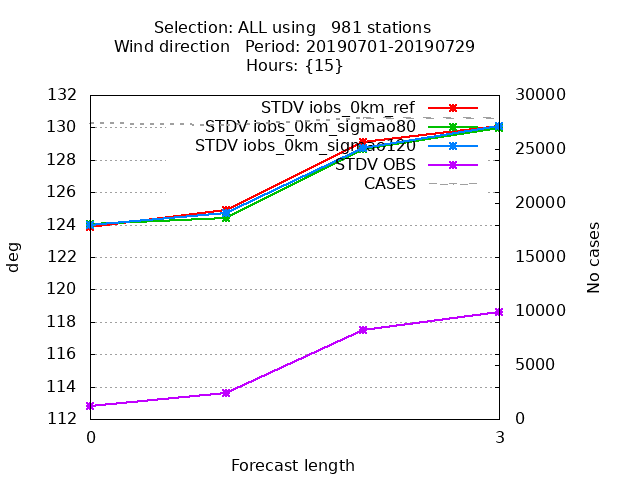 Selection: ALL using   981 stations
Wind direction   Period: 20190701-20190729
Hours: {15}
132
130
128
126
124
122
120
118
116
114
112
deg
30000
25000
20000
15000
10000
5000
0
No cases
STDV iobs_0km_ref
STDV iobs_0km_sigmao80
STDV iobs_0km_sigmao120
STDV OBS
CASES
0
3
Forecast length